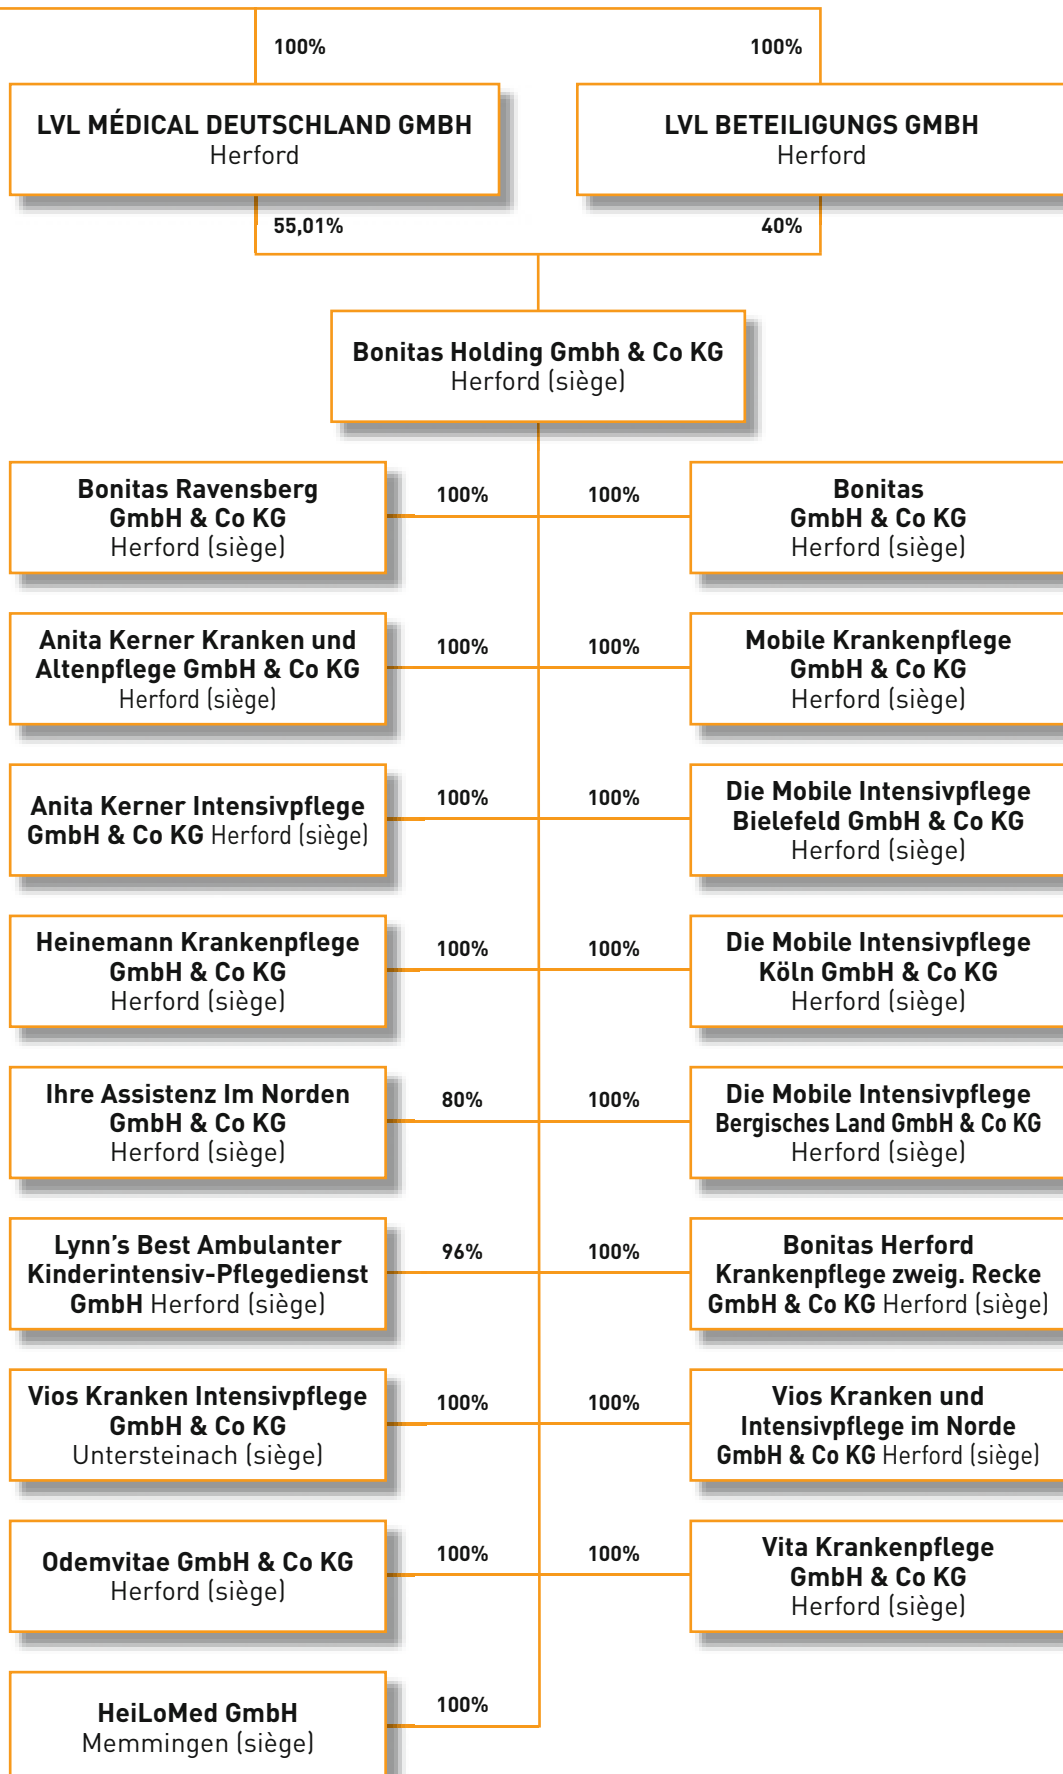 100%
100%
LVL MÉDICAL DEUTSCHLAND GMBH
Herford
LVL BETEILIGUNGS GMBH
Herford
55,01%
40%
Bonitas Holding Gmbh & Co KG
Herford (siège)
Bonitas Ravensberg
GmbH & Co KG
Herford (siège)
100%
100%
Bonitas
GmbH & Co KG
Herford (siège)
Anita Kerner Kranken und
Altenpflege GmbH & Co KG
Herford (siège)
100%
100%
Mobile Krankenpflege
GmbH & Co KG
Herford (siège)
Anita Kerner Intensivpflege
GmbH & Co KG Herford (siège)
100%
100%
Die Mobile Intensivpflege
Bielefeld GmbH & Co KG
Herford (siège)
Heinemann Krankenpflege
GmbH & Co KG
Herford (siège)
100%
100%
Die Mobile Intensivpflege
Köln GmbH & Co KG
Herford (siège)
Ihre Assistenz Im Norden
GmbH & Co KG
Herford (siège)
80%
100%
Die Mobile Intensivpflege
Bergisches Land GmbH & Co KG
Herford (siège)
Lynn’s Best Ambulanter
Kinderintensiv-Pflegedienst
GmbH Herford (siège)
96%
100%
Bonitas Herford
Krankenpflege zweig. Recke
GmbH & Co KG Herford (siège)
Vios Kranken Intensivpflege
GmbH & Co KG
Untersteinach (siège)
100%
100%
Vios Kranken und
Intensivpflege im Norde
GmbH & Co KG Herford (siège)
Odemvitae GmbH & Co KG
Herford (siège)
100%
100%
Vita Krankenpflege
GmbH & Co KG
Herford (siège)
HeiLoMed GmbH
Memmingen (siège)
100%